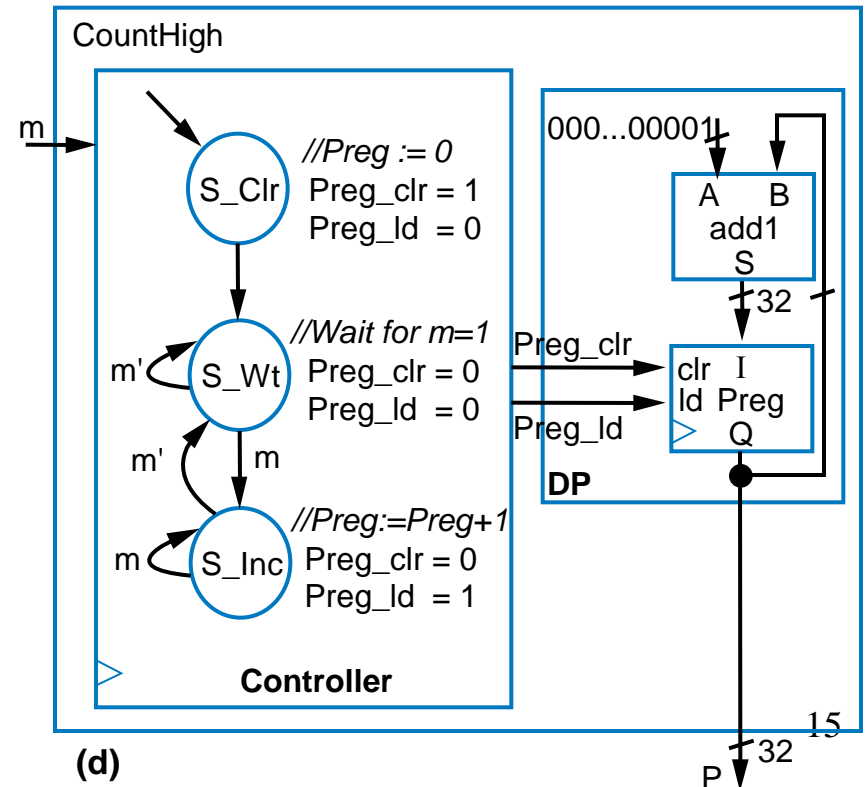 CountHigh
m
S_Clr
//Preg := 0
Preg_clr = 1
Preg_ld = 0
m'
S_Wt
//Wait for m=1
Preg_clr = 0
Preg_ld = 0
m'
m
m
S_Inc
//Preg:=Preg+1
Preg_clr = 0
Preg_ld = 1
Controller
Preg_clr
Preg_ld
000...00001
A B
add1
S
32
clr I
ld Preg
Q
DP
15
32
P
(d)